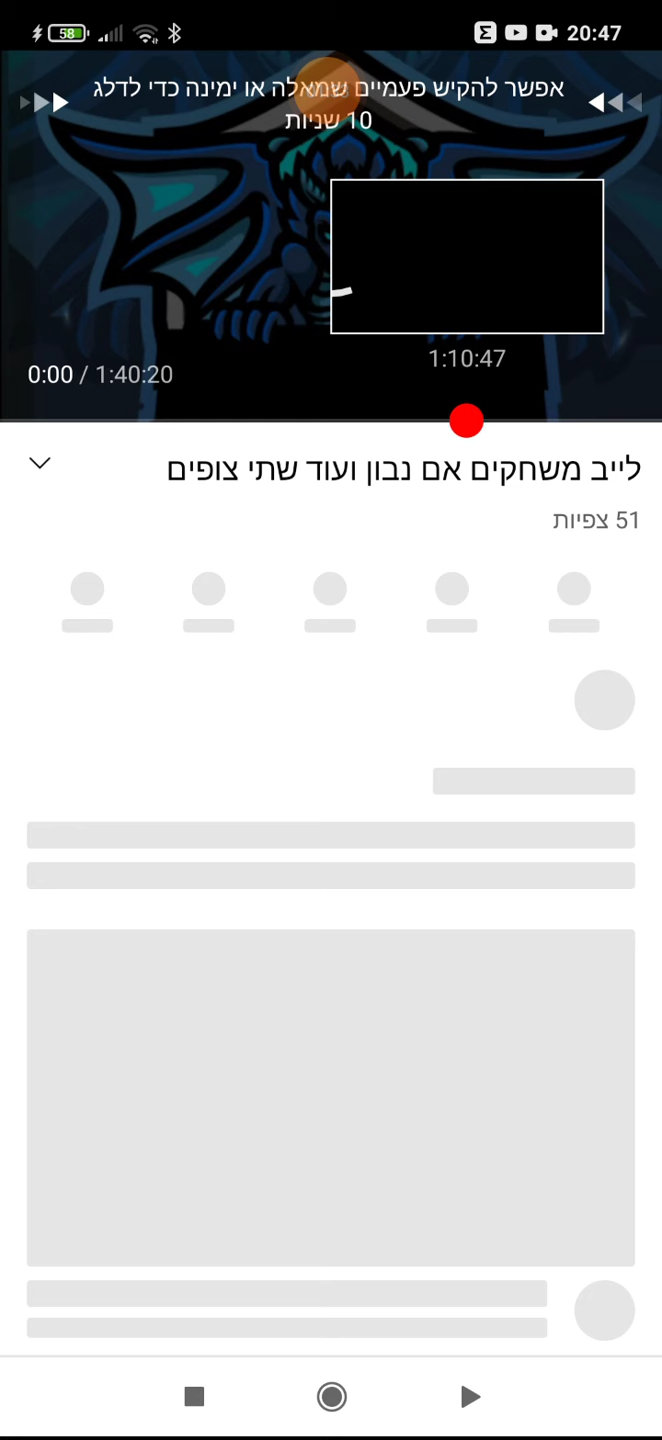 58
20:47
אפשר להקיש פעמיים שמאלה או ימינה כדי לדלג
10 שניות
1:10:47
0:00 / 1:40:20
לייב משחקים אם נבון ועוד שתי צופים
51 צפיות